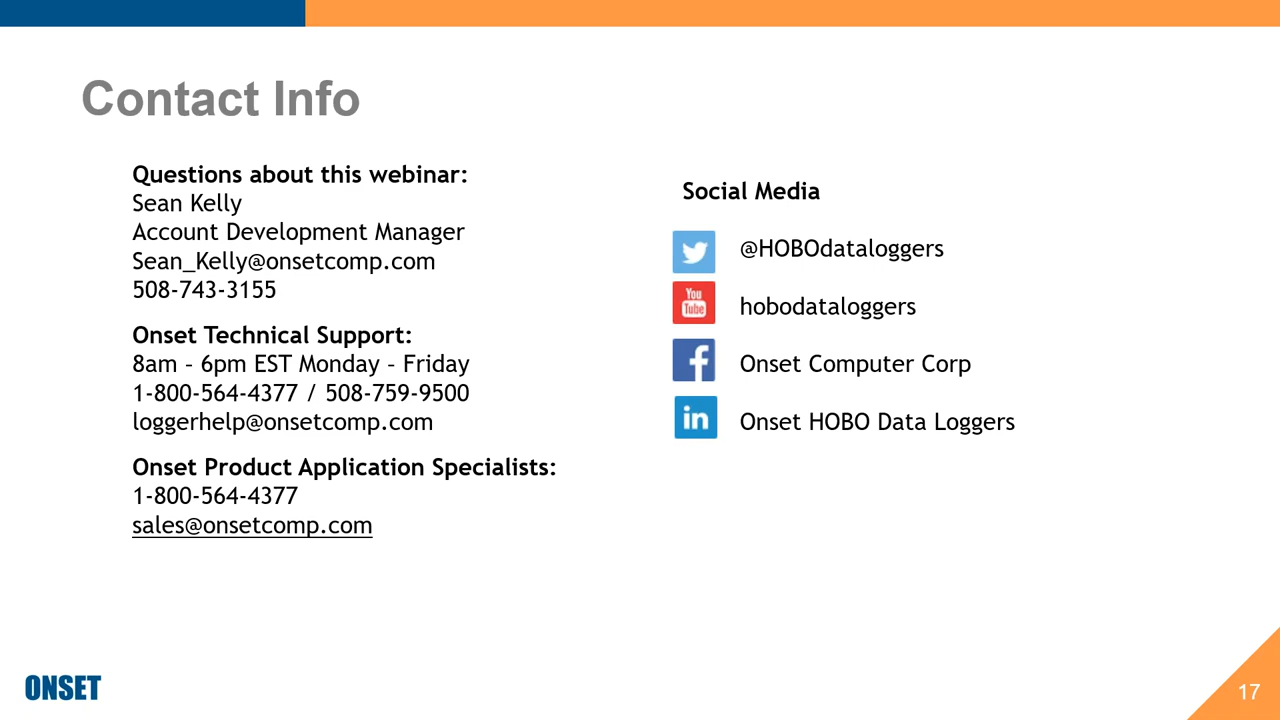 Contact Info
Questions about this webinar:
Sean Kelly
Account Development Manager
Sean_Kelly@onsetcomp.com
508-743-3155
Onset Technical Support:
8am – 6pm EST Monday – Friday
1-800-564-4377 / 508-759-9500
loggerhelp@onsetcomp.com
Onset Product Application Specialists:
1-800-564-4377
sales@onsetcomp.com
Social Media
@HOBOdataloggers
You
Tube
hobodataloggers
f
Onset Computer Corp
in
Onset HOBO Data Loggers
ONSET
17